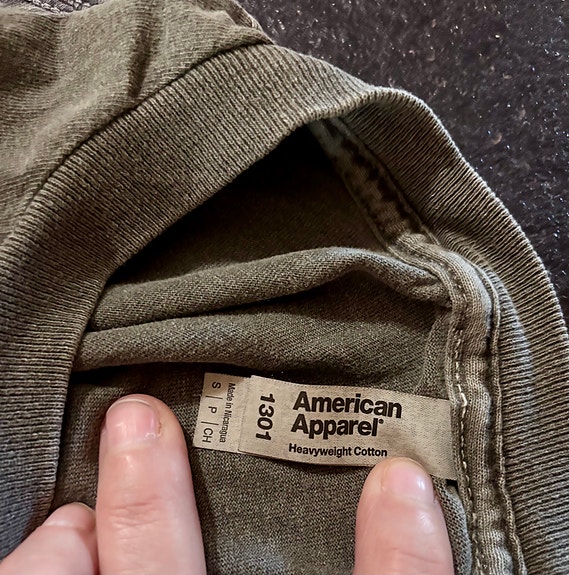 American
Apparel®
Heavyweight Cotton
1301
Made in Nicaragua
S | P | CH